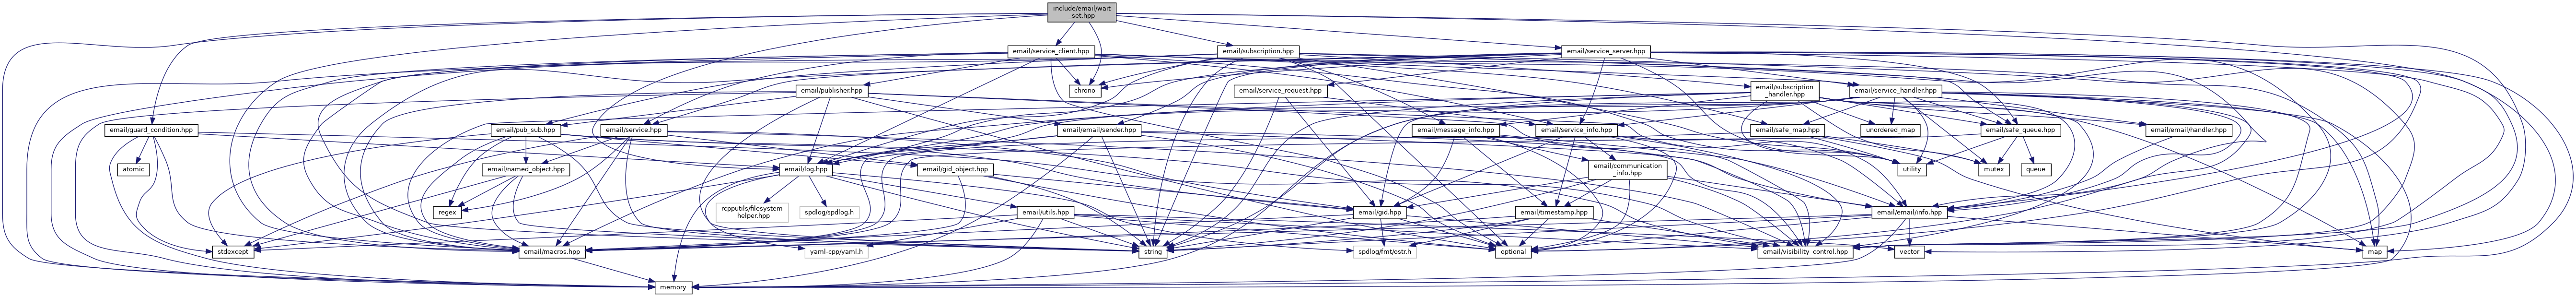 include/email/wait
_set.hpp
email/service_client.hpp
email/subscription.hpp
email/service_server.hpp
email/publisher.hpp
chrono
email/service_request.hpp
email/subscription
_handler.hpp
email/service_handler.hpp
email/guard_condition.hpp
email/pub_sub.hpp
email/service.hpp
email/email/sender.hpp
email/message_info.hpp
email/service_info.hpp
email/safe_map.hpp
unordered_map
email/safe_queue.hpp
email/email/handler.hpp
atomic
email/named_object.hpp
email/log.hpp
email/gid_object.hpp
email/communication
_info.hpp
utility
mutex
queue
regex
rcpputils/filesystem
_helper.hpp
spdlog/spdlog.h
email/utils.hpp
email/gid.hpp
email/timestamp.hpp
email/email/info.hpp
stdexcept
email/macros.hpp
yaml-cpp/yaml.h
string
spdlog/fmt/ostr.h
optional
email/visibility_control.hpp
vector
map
memory